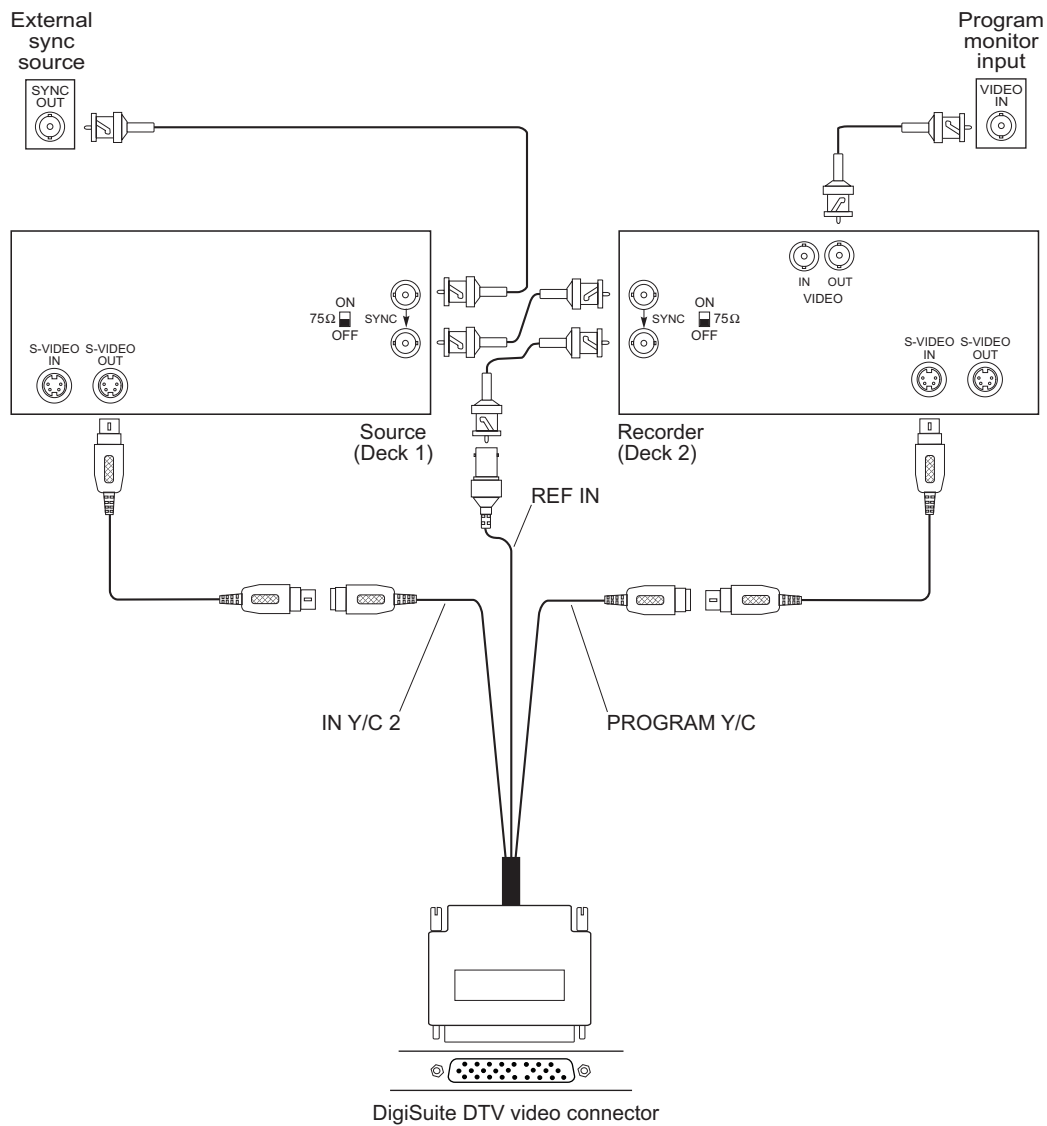 External
sync
source
SYNC
OUT
Program
monitor
input
VIDEO
IN
ON
75Ω
OFF
SYNC
S-VIDEO
IN
S-VIDEO
OUT
Source
(Deck 1)
IN
OUT
VIDEO
SYNC
ON
75Ω
OFF
S-VIDEO
IN
S-VIDEO
OUT
Recorder
(Deck 2)
REF IN
IN Y/C 2
PROGRAM Y/C
DigiSuite DTV video connector